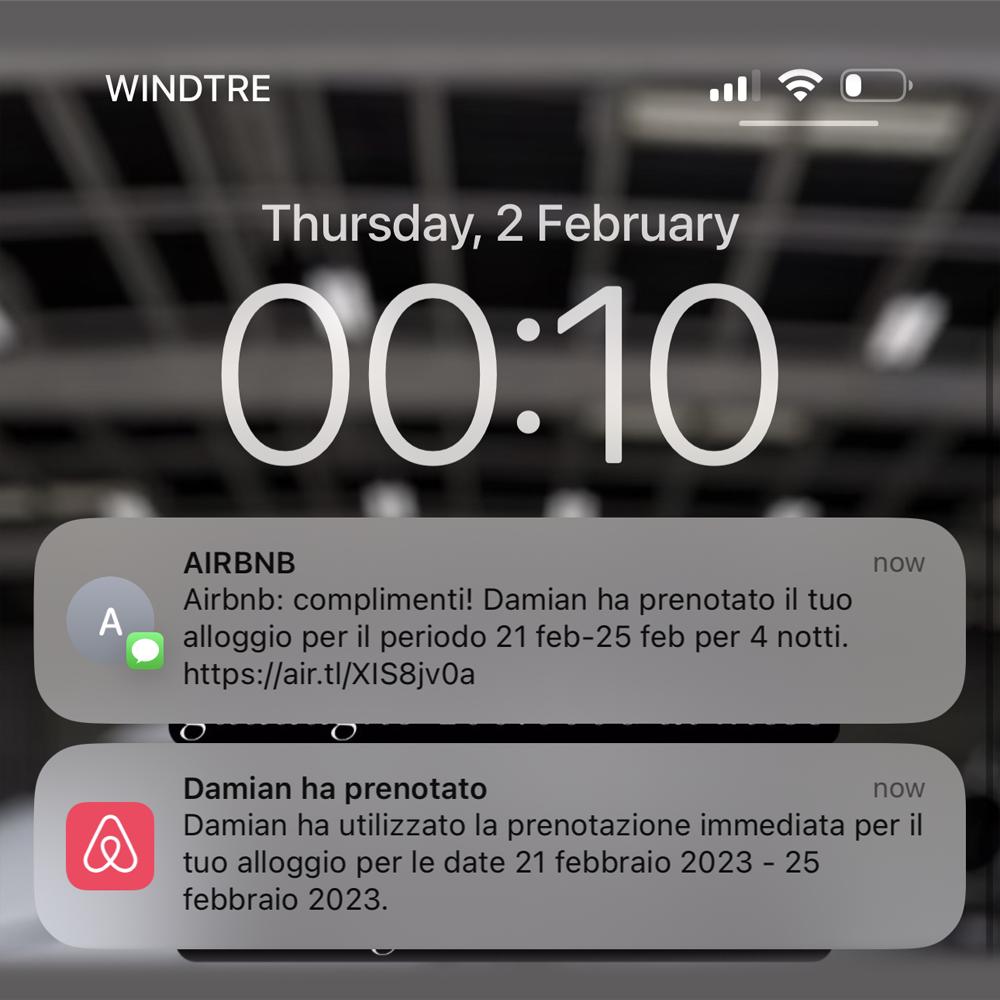 WINDTRE
Thursday, 2 February
00:10
AIRBNB
now
Airbnb: complimenti! Damian ha prenotato il tuo
alloggio per il periodo 21 feb-25 feb per 4 notti.
https://air.tl/XIS8jv0a
A
Damian ha prenotato
now
Damian ha utilizzato la prenotazione immediata per il
tuo alloggio per le date 21 febbraio 2023 - 25
febbraio 2023.